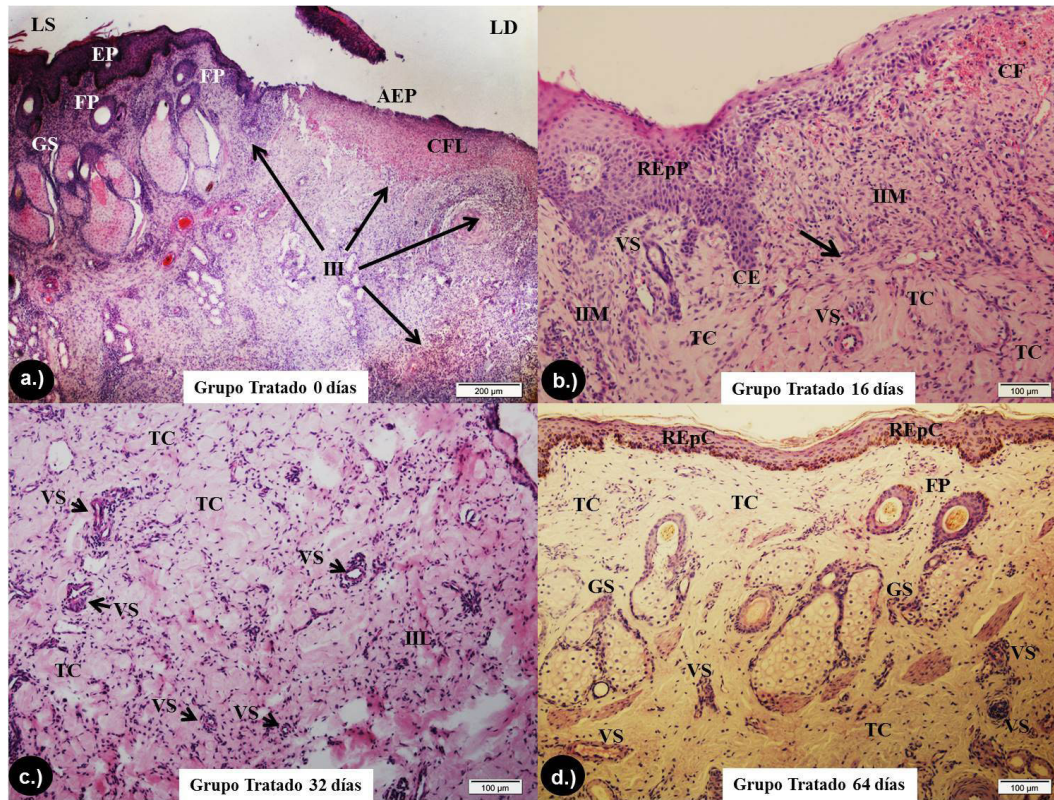 LS
LD
EP
FP
FP
AEP
GS
CFL
III
a.)
Grupo Tratado 0 días
200 µm
CF
REpP
IIM
VS
CE
TC
IIM
VS
TC
TC
b.)
Grupo Tratado 16 días
100 µm
TC
VS
TC
VS
VS
IIL
TC
VS
VS
c.)
Grupo Tratado 32 días
100 µm
REpC
REpC
FP
TC
TC
GS
GS
VS
VS
VS
VS
TC
d.)
Grupo Tratado 64 días
100 µm